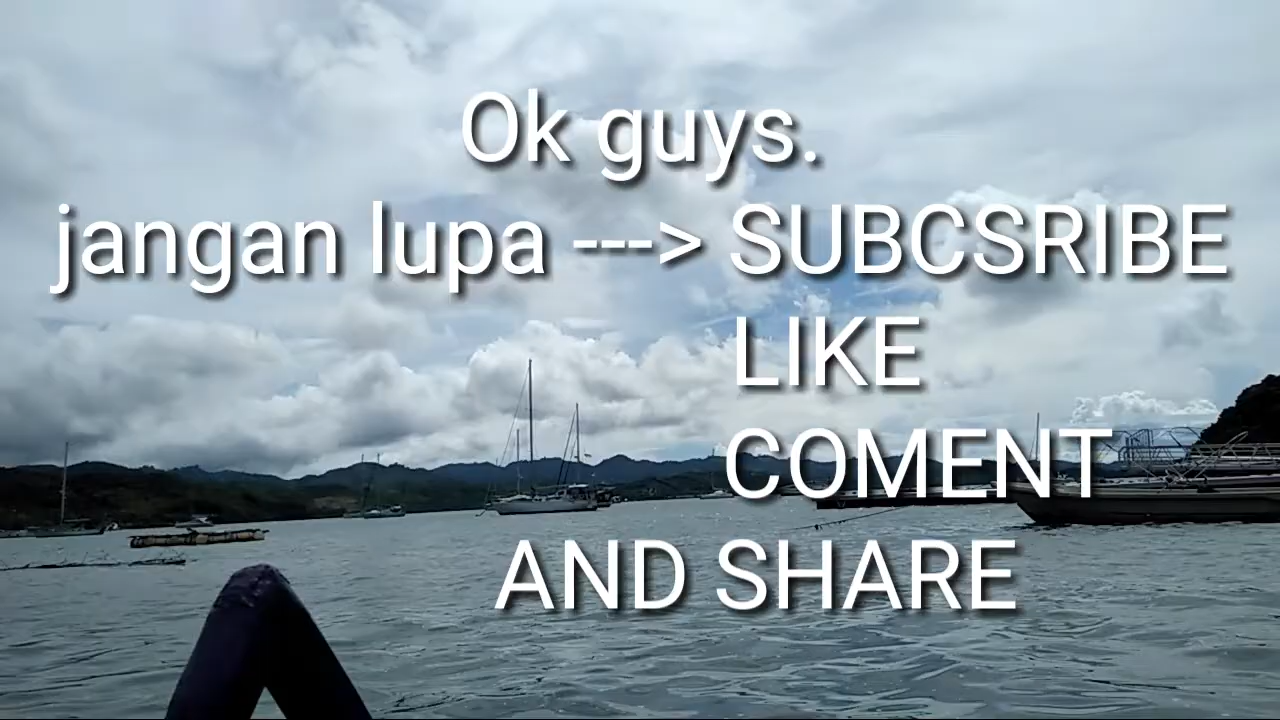 Ok guys.
jangan lupa ---> SUBCSRIBE
LIKE
COMENT
AND SHARE